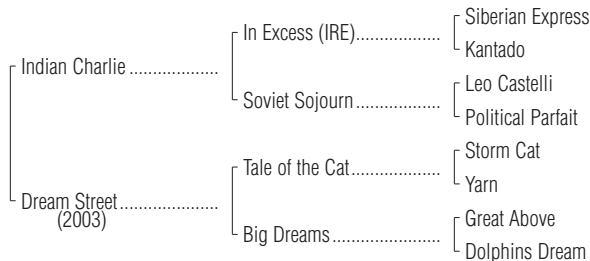 Siberian Express
In Excess (IRE)..................
Kantado
Indian Charlie ...................
Leo Castelli
Soviet Sojourn...................
Political Parfait
Storm Cat
Tale of the Cat...................
Yarn
Dream Street.....................
(2003)
Great Above
Big Dreams.......................
Dolphins Dream